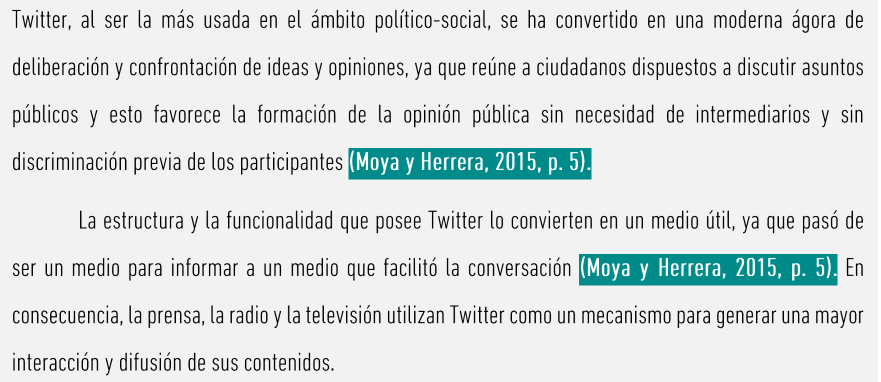 Twitter, al ser la más usada en el ámbito político-social, se ha convertido en una moderna ágora de
deliberación y confrontación de ideas y opiniones, ya que reúne a ciudadanos dispuestos a discutir asuntos
públicos y esto favorece la formación de la opinión pública sin necesidad de intermediarios y sin
discriminación previa de los participantes (Moya y Herrera, 2015, p. 5).
La estructura y la funcionalidad que posee Twitter lo convierten en un medio útil, ya que pasó de
ser un medio para informar a un medio que facilitó la conversación (Moya y Herrera, 2015, p. 5). En
consecuencia, la prensa, la radio y la televisión utilizan Twitter como un mecanismo para generar una mayor
interacción y difusión de sus contenidos.